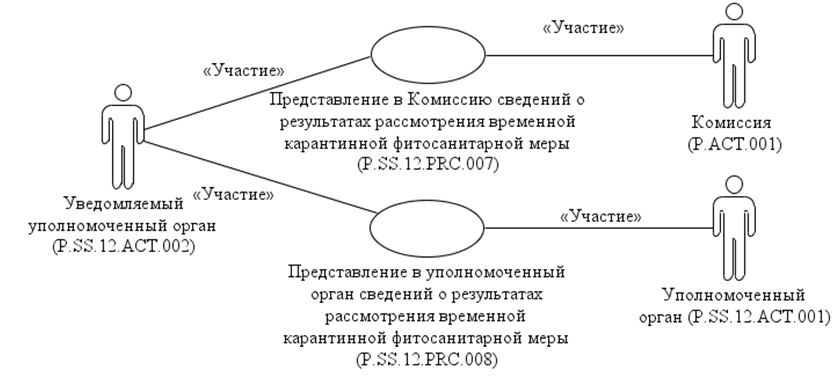 «Участие»
«Участие»
Представление в Комиссию сведений о
результатах рассмотрения временной
карантинной фитосанитарной меры
(P.SS.12.PRC.007)
Комиссия
(P.ACT.001)
Уведомляемый
уполномоченный орган
(P.SS.12.ACT.002)
«Участие»
«Участие»
Представление в уполномоченный
орган сведений о результатах
рассмотрения временной
карантинной фитосанитарной меры
(P.SS.12.PRC.008)
Уполномоченный
орган (P.SS.12.ACT.001)